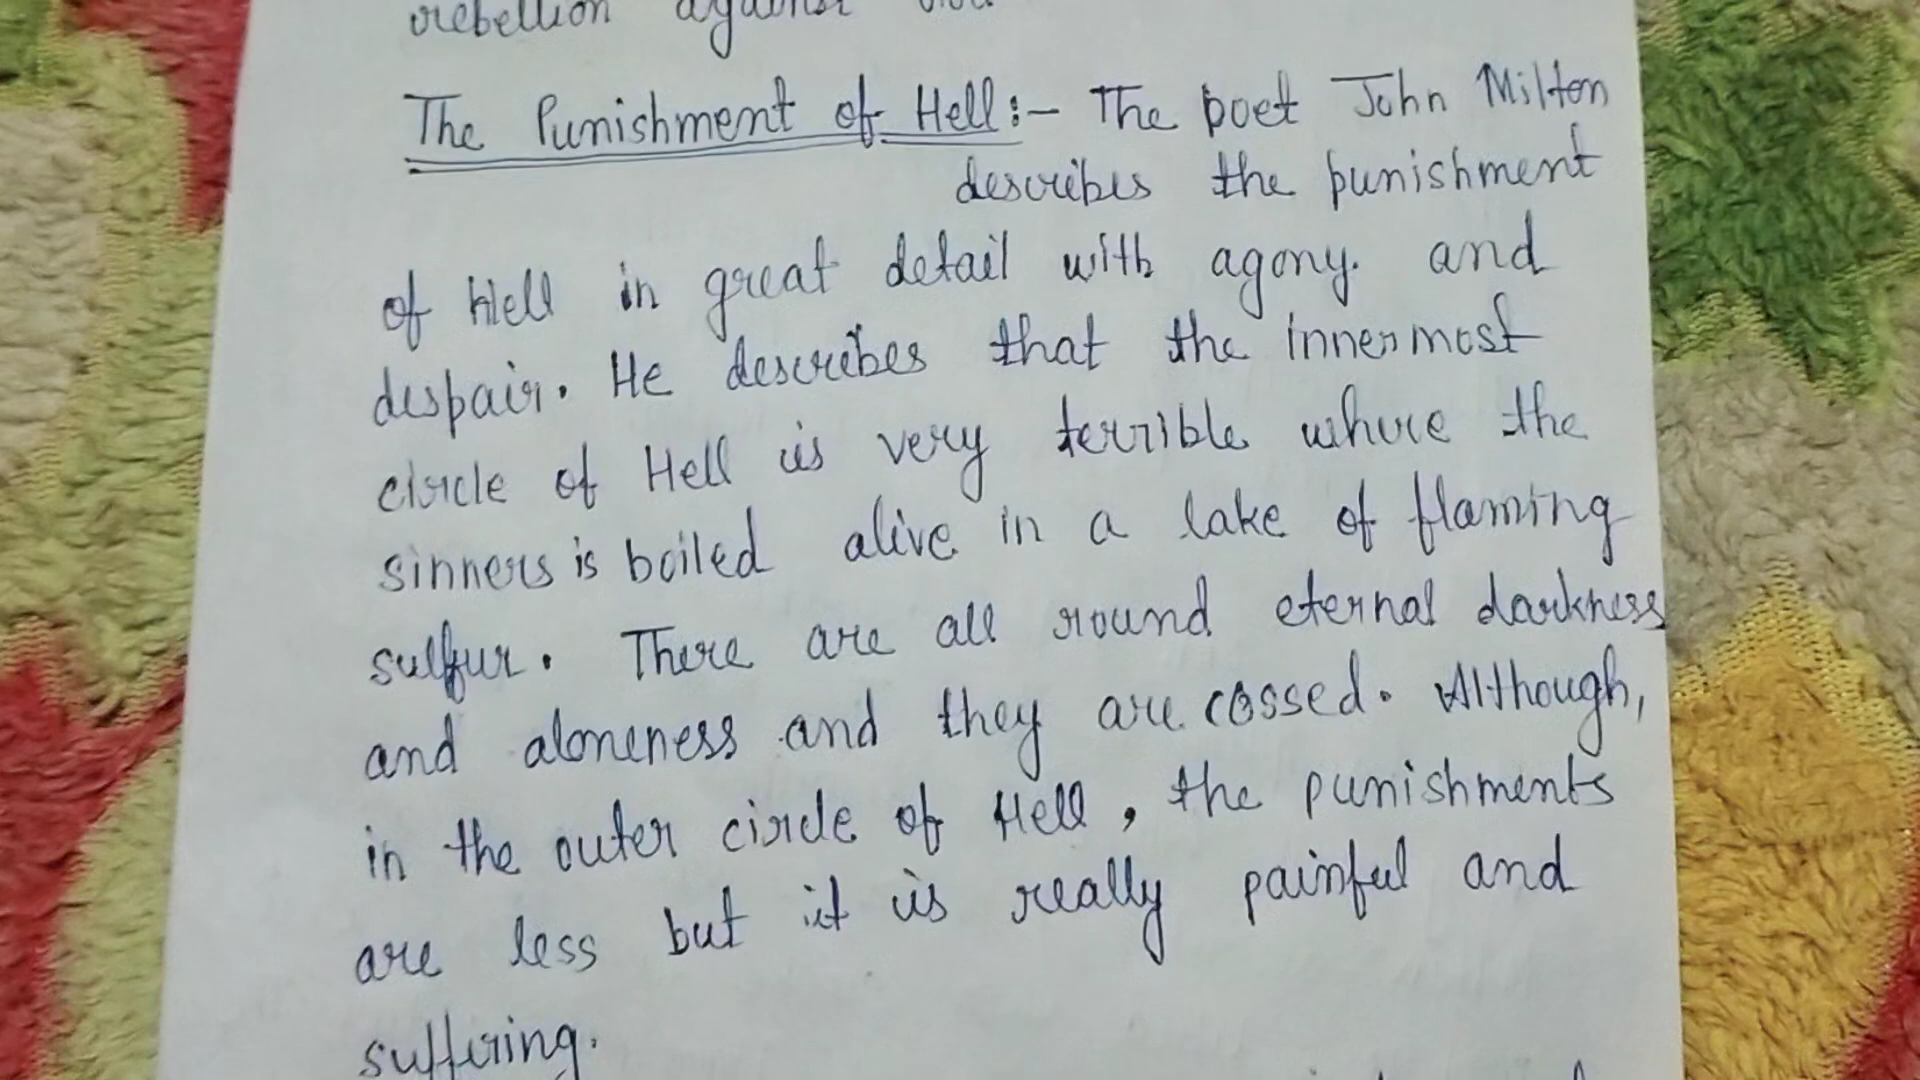 rebellion against
The Punishment of Hell :- The poet John Milton
describes the punishment
of Hell in great detail with agony. and
despair. He describes that the innermost
circle of Hell is very terrible where the
sinners is boiled alive in a lake of flaming
sulfur. There are all round eternal darkness
and aloneness and they are cossed. Although,
in the outer circle of Hell, the punishments
are less but it is really painful and
suffering.